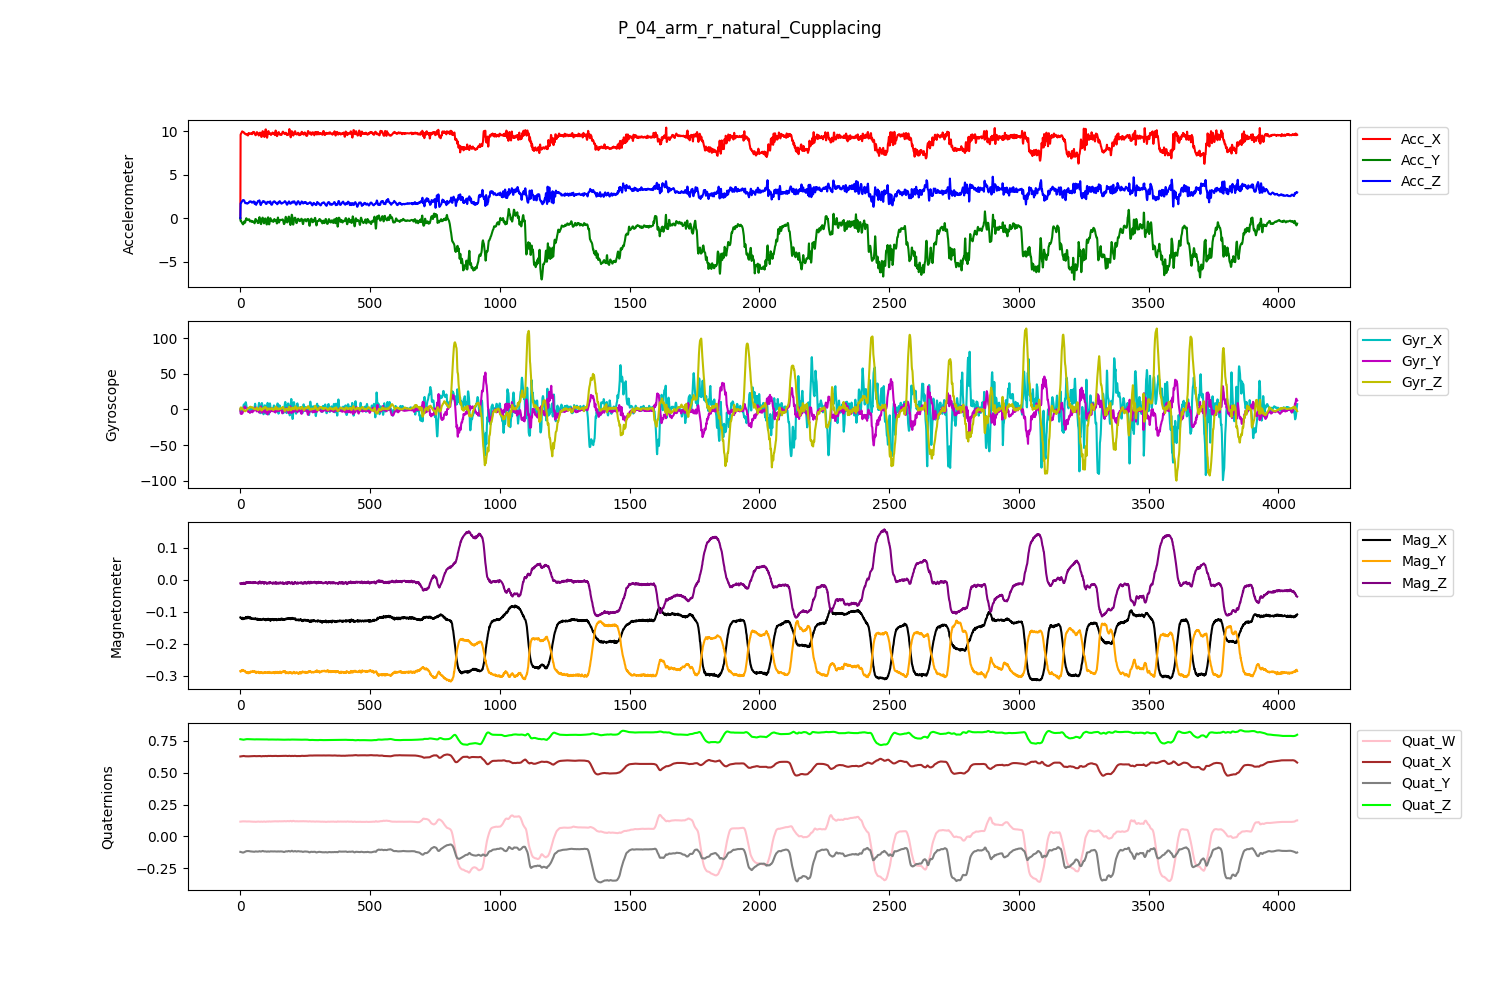 P_04_arm_r_natural_Cupplacing
Accelerometer
10
5
0
−5
0 500 1000 1500 2000 2500 3000 3500 4000
Acc_X
Acc_Y
Acc_Z
Gyroscope
100
50
0
−50
−100
0 500 1000 1500 2000 2500 3000 3500 4000
Gyr_X
Gyr_Y
Gyr_Z
Magnetometer
0.1
0.0
−0.1
−0.2
−0.3
0 500 1000 1500 2000 2500 3000 3500 4000
Mag_X
Mag_Y
Mag_Z
Quaternions
0.75
0.50
0.25
0.00
−0.25
0 500 1000 1500 2000 2500 3000 3500 4000
Quat_W
Quat_X
Quat_Y
Quat_Z